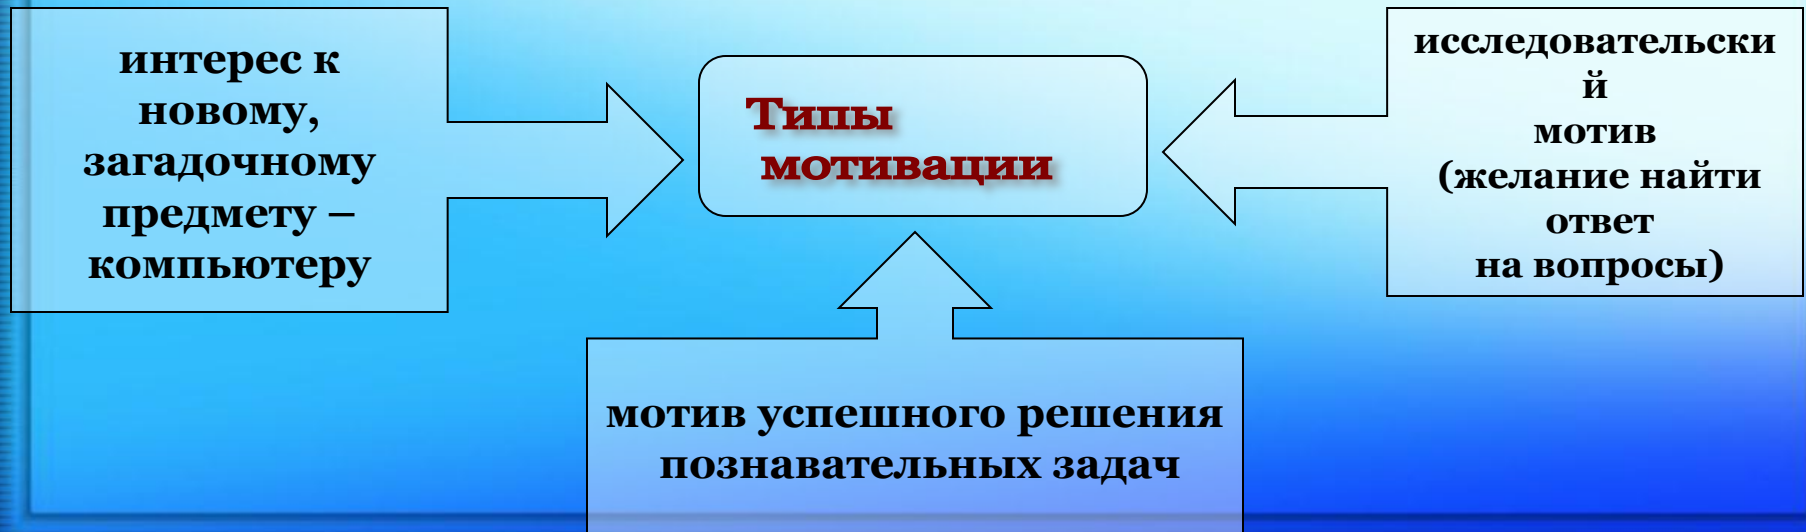 интерес к
новому,
загадочному
предмету –
компьютеру
Типы
мотивации
исследовательски
й
мотив
(желание найти
ответ
на вопросы)
мотив успешного решения
познавательных задач